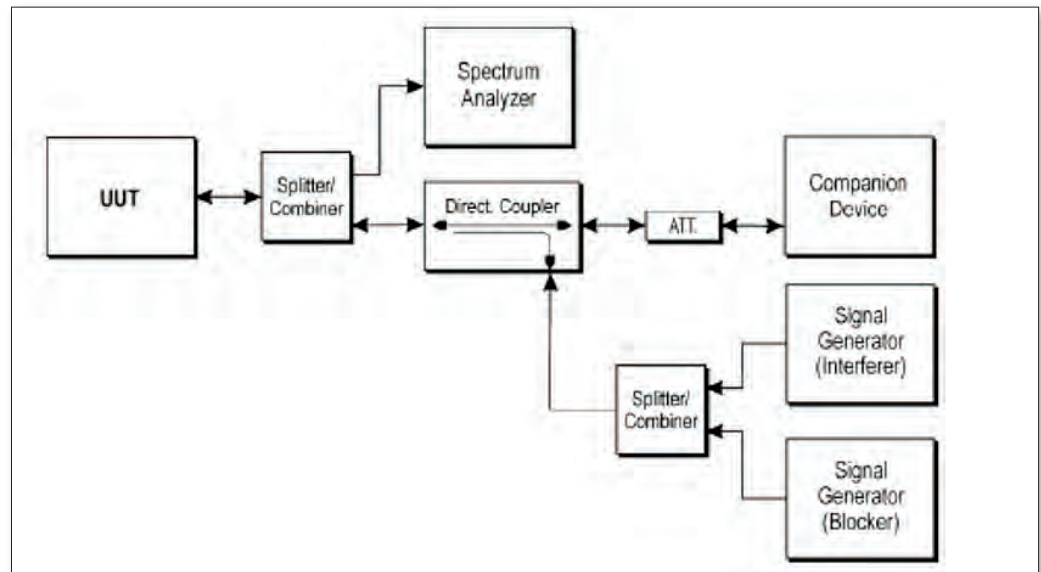 Spectrum
Analyzer
UUT
Splitter/
Combiner
Direct. Coupler
ATT.
Companion
Device
Signal
Generator
(Interferer)
Splitter/
Combiner
Signal
Generator
(Blocker)